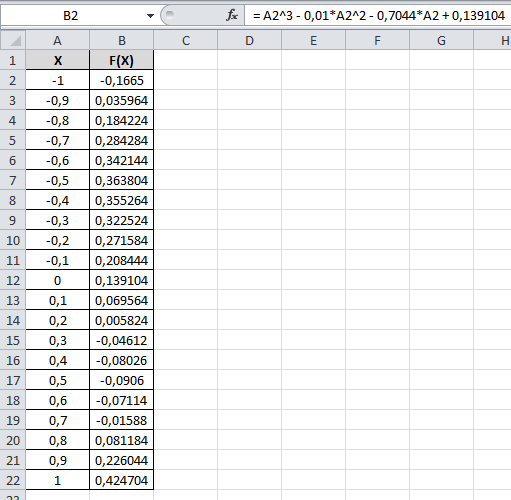 B2 fx = A2^3 - 0,01*A2^2 - 0,7044*A2 + 0,139104
A B C D E F G H
1 X F(X)
2 -1 -0,1665
3 -0,9 0,035964
4 -0,8 0,184224
5 -0,7 0,284284
6 -0,6 0,342144
7 -0,5 0,363804
8 -0,4 0,355264
9 -0,3 0,322524
10 -0,2 0,271584
11 -0,1 0,208444
12 0 0,139104
13 0,1 0,069564
14 0,2 0,005824
15 0,3 -0,04612
16 0,4 -0,08026
17 0,5 -0,0906
18 0,6 -0,07114
19 0,7 -0,01588
20 0,8 0,081184
21 0,9 0,226044
22 1 0,424704